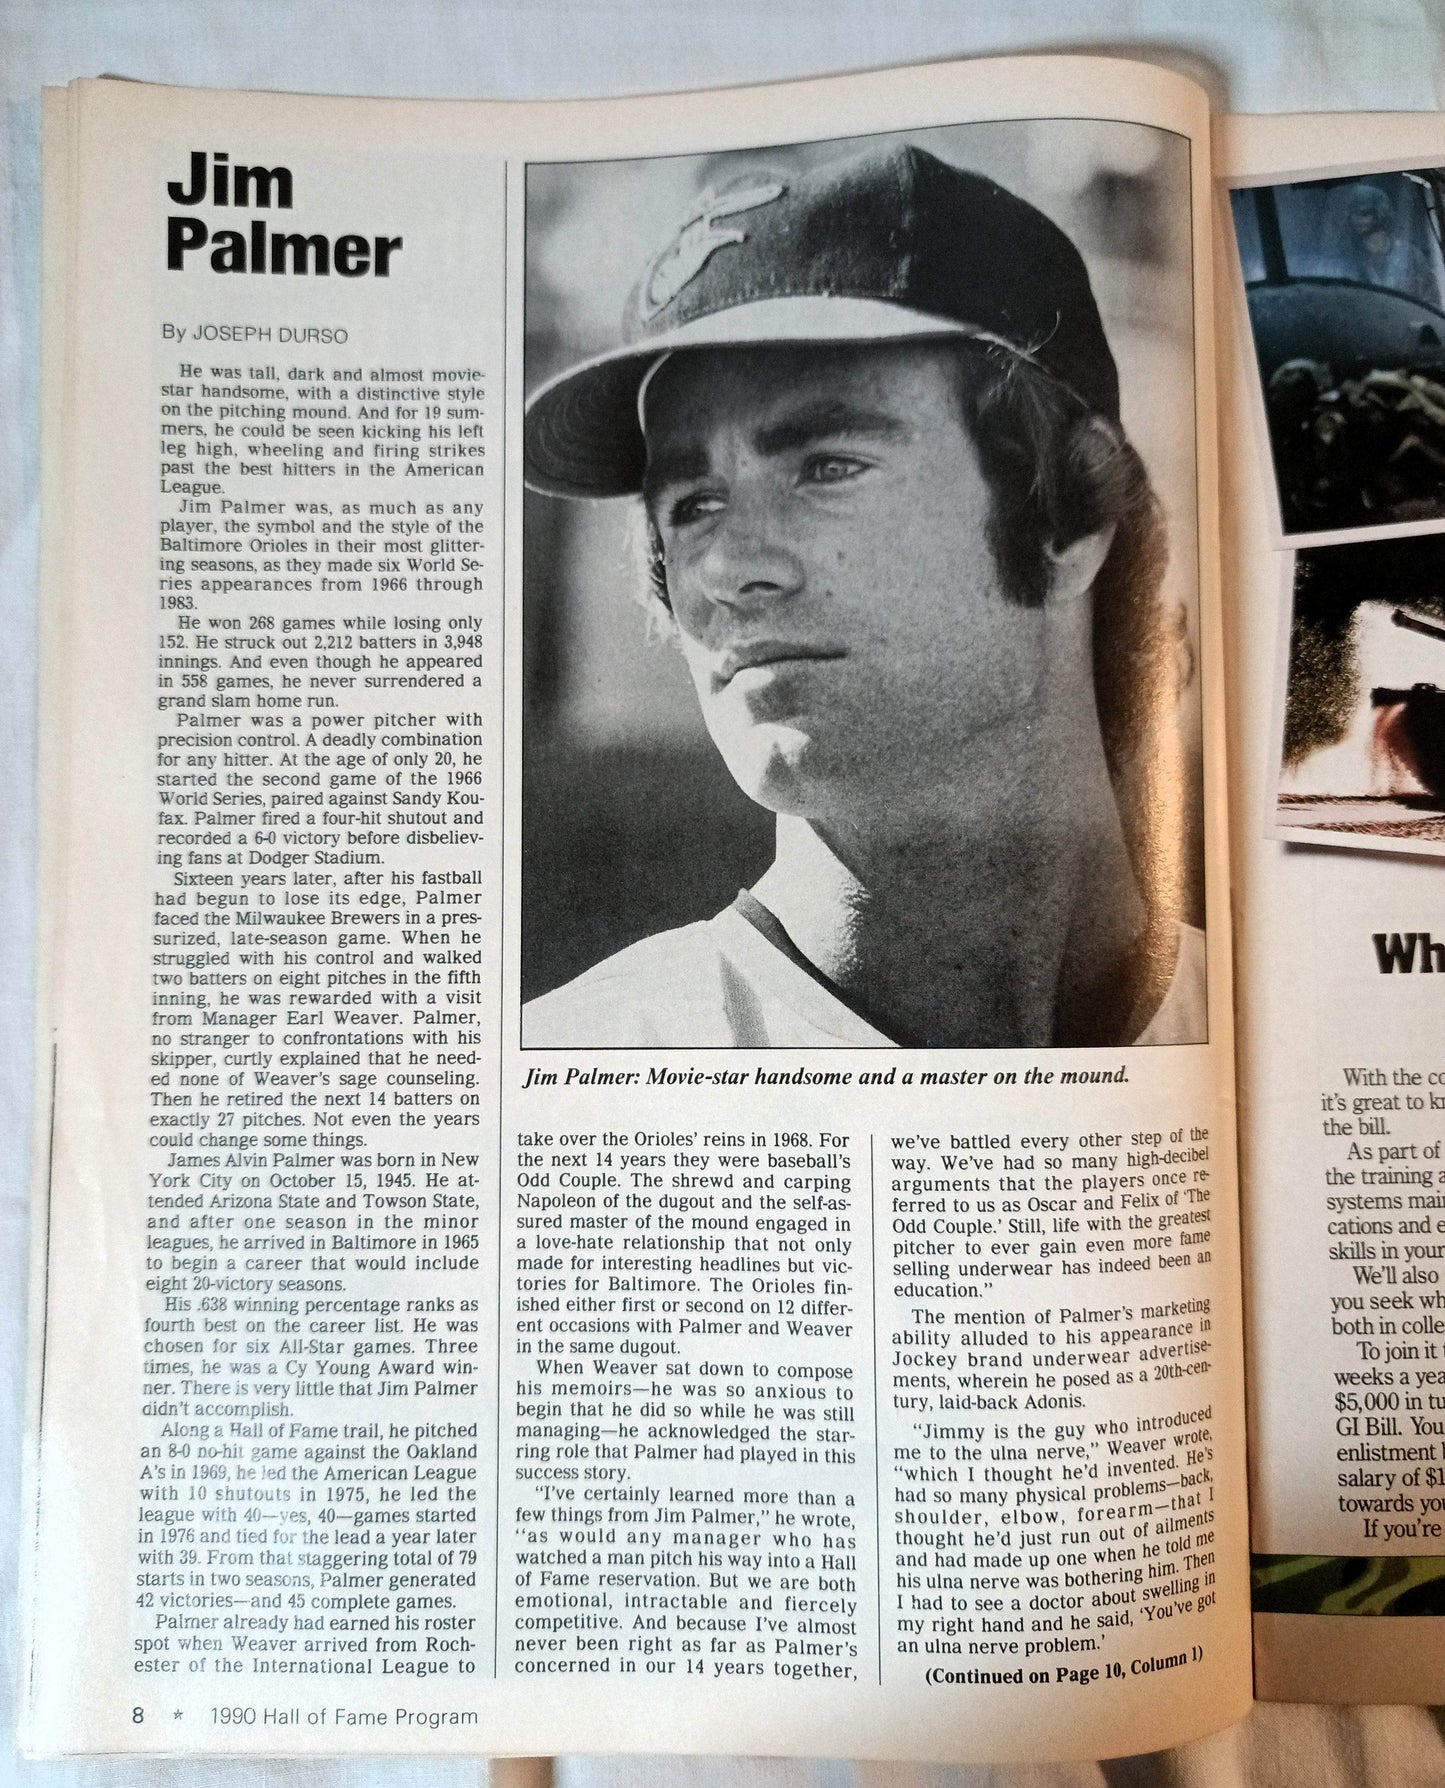 Jim
Palmer
By JOSEPH DURSO
He was tall, dark and almost movie-
star handsome, with a distinctive style
on the pitching mound. And for 19 sum-
mers, he could be seen kicking his left
leg high, wheeling and firing strikes
past the best hitters in the American
League.
Jim Palmer was, as much as any
player, the symbol and the style of the
Baltimore Orioles in their most glitter-
ing seasons, as they made six World Se-
ries appearances from 1966 through
1983.
He won 268 games while losing only
152. He struck out 2,212 batters in 3,948
innings. And even though he appeared
in 558 games, he never surrendered a
grand slam home run.
Palmer was a power pitcher with
precision control. A deadly combination
for any hitter. At the age of only 20, he
started the second game of the 1966
World Series, paired against Sandy Kou-
fax. Palmer fired a four-hit shutout and
recorded a 6-0 victory before disbeliev-
ing fans at Dodger Stadium.
Sixteen years later, after his fastball
had begun to lose its edge, Palmer
faced the Milwaukee Brewers in a pres-
surized, late-season game. When he
struggled with his control and walked
two batters on eight pitches in the fifth
inning, he was rewarded with a visit
from Manager Earl Weaver. Palmer,
no stranger to confrontations with his
skipper, curtly explained that he need-
ed none of Weaver's sage counseling.
Then he retired the next 14 batters on
exactly 27 pitches. Not even the years
could change some things.
James Alvin Palmer was born in New
York City on October 15, 1945. He at-
tended Arizona State and Towson State,
and after one season in the minor
leagues, he arrived in Baltimore in 1965
to begin a career that would include
eight 20-victory seasons.
His .638 winning percentage ranks as
fourth best on the career list. He was
chosen for six All-Star games. Three
times, he was a Cy Young Award win-
ner. There is very little that Jim Palmer
didn't accomplish.
Along a Hall of Fame trail, he pitched
an 8-0 no-hit game against the Oakland
A's in 1969, he led the American League
with 10 shutouts in 1975, he led the
league with 40—yes, 40—games started
in 1976 and tied for the lead a year later
with 39. From that staggering total of 79
starts in two seasons, Palmer generated
42 victories—and 45 complete games.
Palmer already had earned his roster
spot when Weaver arrived from Roch-
ester of the International League to
Jim Palmer: Movie-star handsome and a master on the mound.
take over the Orioles' reins in 1968. For
the next 14 years they were baseball's
Odd Couple. The shrewd and carping
Napoleon of the dugout and the self-as-
sured master of the mound engaged in
a love-hate relationship that not only
made for interesting headlines but vic-
tories for Baltimore. The Orioles fin-
ished either first or second on 12 differ-
ent occasions with Palmer and Weaver
in the same dugout.
When Weaver sat down to compose
his memoirs—he was so anxious to
begin that he did so while he was still
managing—he acknowledged the star-
ring role that Palmer had played in this
success story.
"I've certainly learned more than a
few things from Jim Palmer," he wrote,
"as would any manager who has
watched a man pitch his way into a Hall
of Fame reservation. But we are both
emotional, intractable and fiercely
competitive. And because I've almost
never been right as far as Palmer's
concerned in our 14 years together,
we've battled every other step of the
way. We've had so many high-decibel
arguments that the players once re-
ferred to us as Oscar and Felix of 'The
Odd Couple.' Still, life with the greatest
pitcher to ever gain even more fame
selling underwear has indeed been an
education."
The mention of Palmer's marketing
ability alluded to his appearance in
Jockey brand underwear advertise-
ments, wherein he posed as a 20th-cen-
tury, laid-back Adonis.
"Jimmy is the guy who introduced
me to the ulna nerve," Weaver wrote,
"which I thought he'd invented. He's
had so many physical problems—back,
shoulder, elbow, forearm—that I
thought he'd just run out of ailments
and had made up one when he told me
his ulna nerve was bothering him. Then
I had to see a doctor about swelling in
my right hand and he said, 'You've got
an ulna nerve problem.'
(Continued on Page 10, Column 1)
8 ☆ 1990 Hall of Fame Program
Wh
With the co
it's great to kn
the bill.
As part of
the training a
systems main
cations and e
skills in your
We'll also
you seek wh
both in colle
To join it
weeks a yea
$5,000 in tu
GI Bill. You
enlistment
salary of $1
towards you
If you're